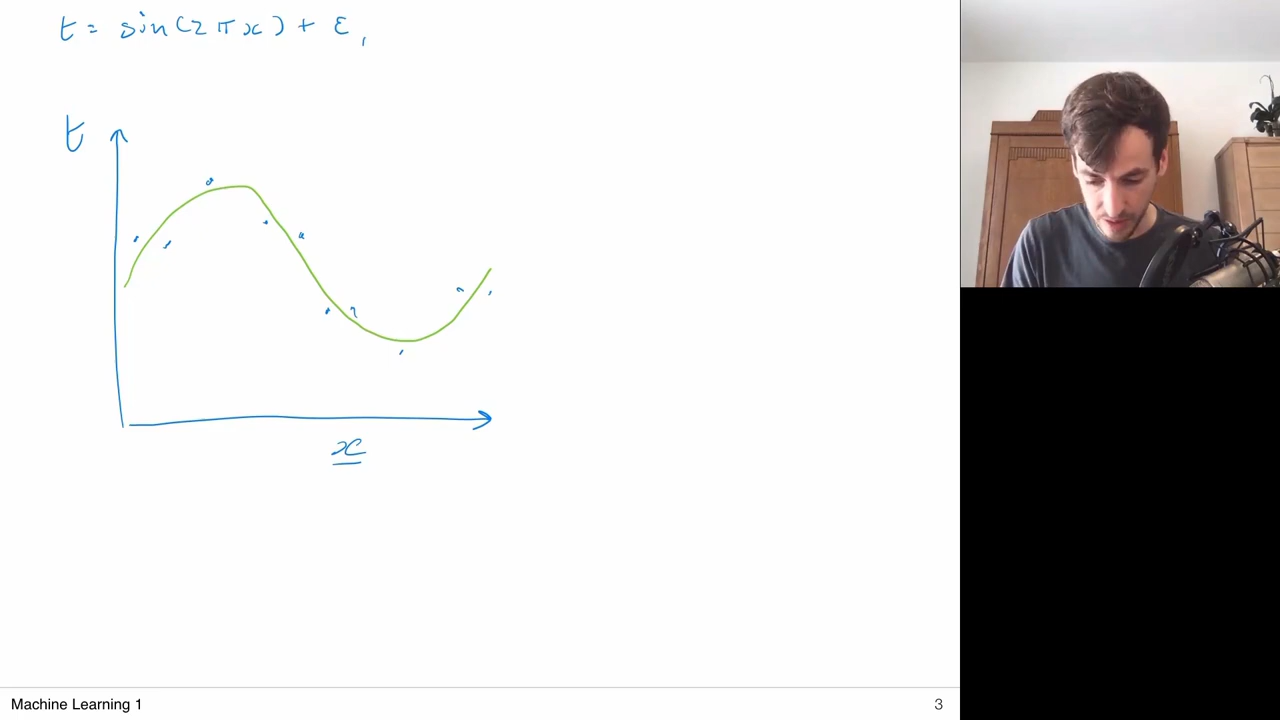 t = sin(2πx) + ε,
t
x
Machine Learning 1
3